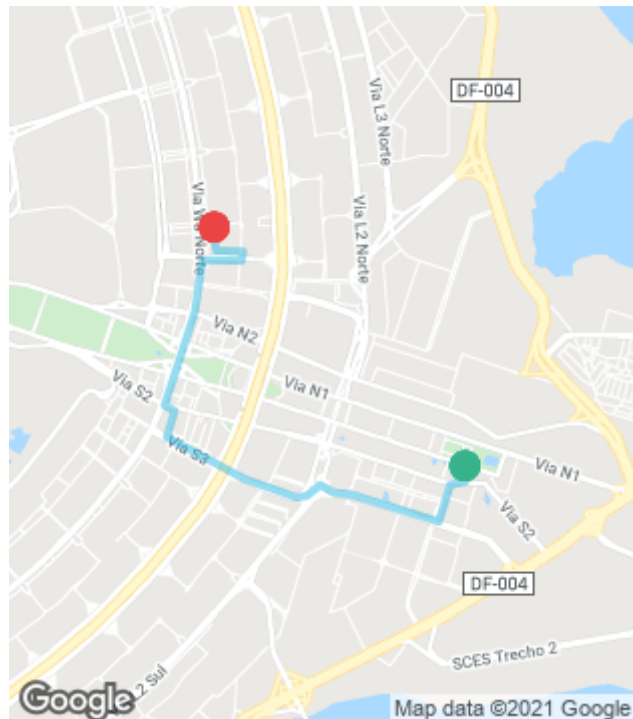 DF-004
Via L3 Norte
Via W3 Norte
Via L2 Norte
Via N2
Via N1
Via S2
Via S3
Via N1
Via S2
DF-004
SCES Trecho 2
2 Sul
Google
Map data ©2021 Google